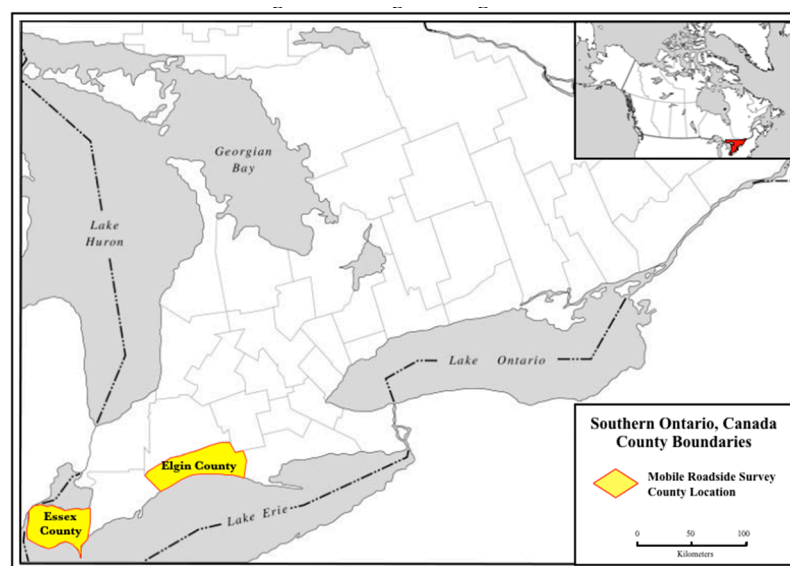 Georgian
Bay
Lake
Huron
Lake Ontario
Elgin County
Lake Erie
Essex
County
Southern Ontario, Canada
County Boundaries
Mobile Roadside Survey
County Location
0 50 100
Kilometers